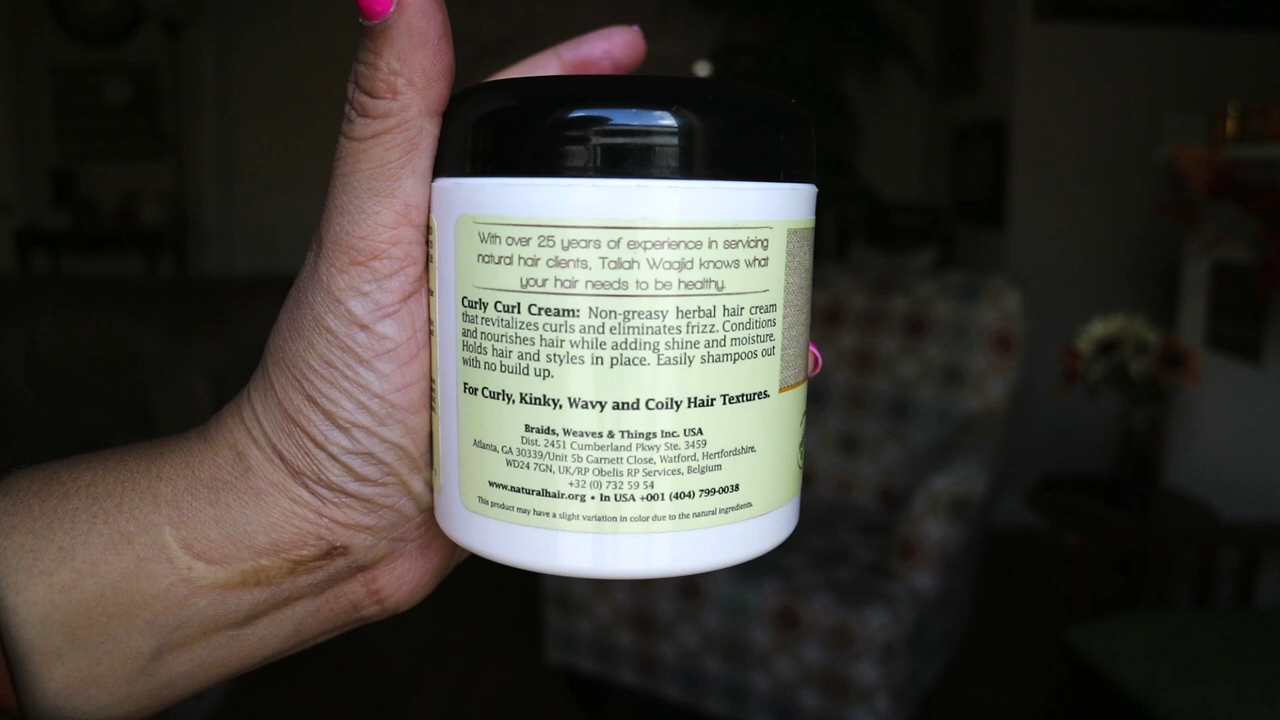 With over 25 years of experience in servicing
natural hair clients, Taliah Waajid knows what
your hair needs to be healthy.
Curly Curl Cream: Non-greasy herbal hair cream
that revitalizes curls and eliminates frizz. Conditions
and nourishes hair while adding shine and moisture.
Holds hair and styles in place. Easily shampoos out
with no build up.
For Curly, Kinky, Wavy and Coily Hair Textures.
Braids, Weaves & Things Inc. USA
Dist. 2451 Cumberland Pkwy Ste. 3459
Atlanta, GA 30339/Unit 5b Garnett Close, Watford, Hertfordshire,
WD24 7GN, UK/RP Obelis RP Services, Belgium
+32 (0) 732 59 54
www.naturalhair.org • In USA +001 (404) 799-0038
This product may have a slight variation in color due to the natural ingredients.